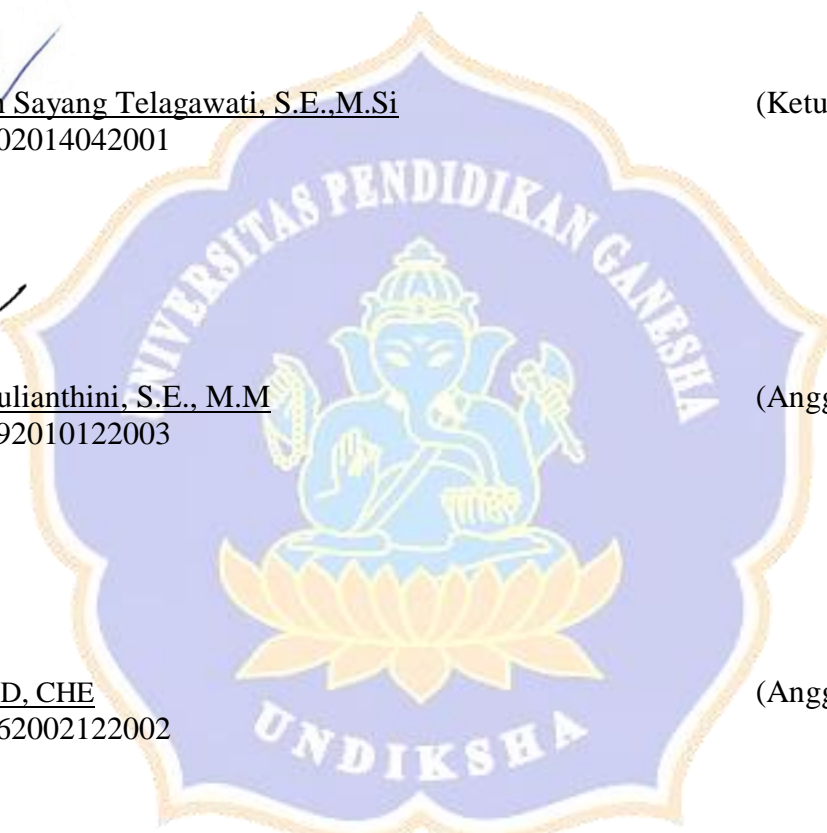 n Sayang Telagawati, S.E.,M.Si (Ketu
02014042001
UNIVERSITAS PENDIDIKAN GANESHA
ulianthini, S.E., M.M (Angg
92010122003
D, CHE (Angg
62002122002
UNDIKSHA